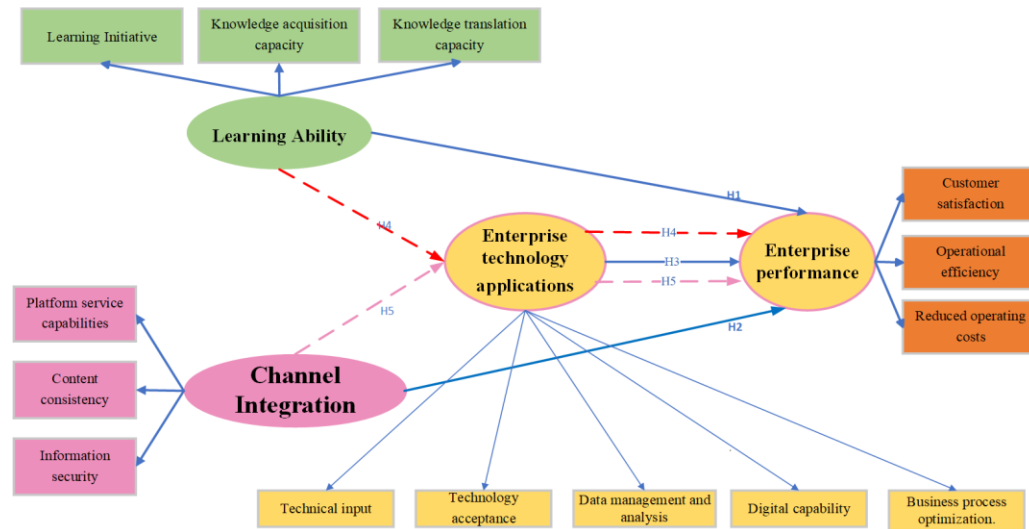 Learning Initiative
Knowledge acquisition
capacity
Knowledge translation
capacity
Learning Ability
H1
Customer
satisfaction
H4
Enterprise
technology
applications
H4
H3
H5
Enterprise
performance
Operational
efficiency
Platform service
capabilities
H5
H2
Reduced operating
costs
Content
consistency
Channel
Integration
Information
security
Technical input
Technology
acceptance
Data management and
analysis
Digital capability
Business process
optimization.